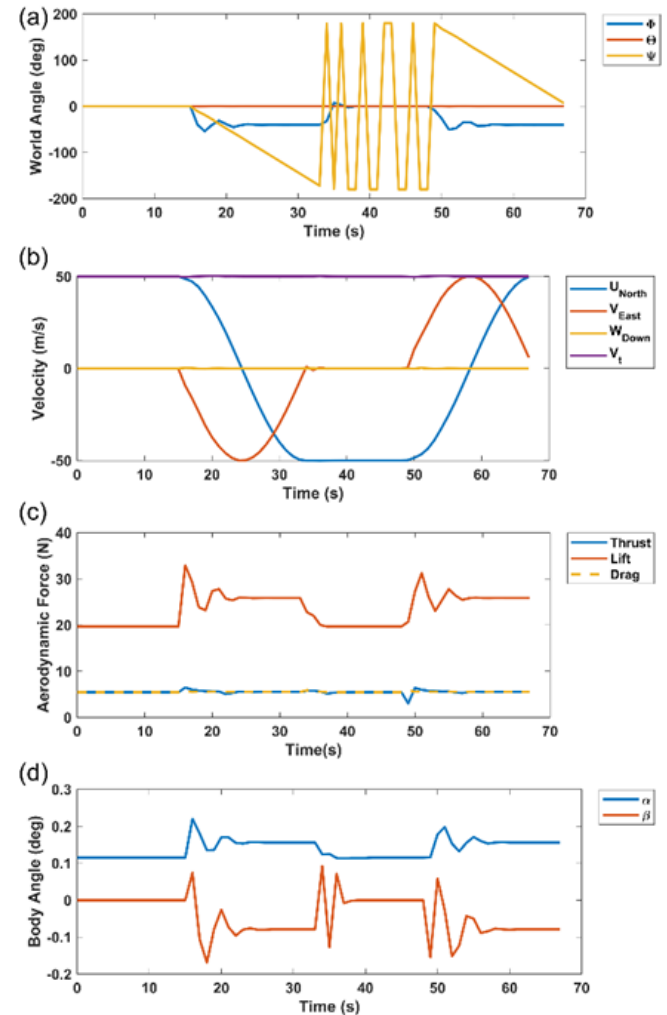 (a)
200
100
0
-100
-200
World Angle (deg)
0 10 20 30 40 50 60 70
Time (s)
Φ
Θ
Ψ
(b)
50
0
-50
Velocity (m/s)
0 10 20 30 40 50 60 70
Time (s)
U_North
V_East
W_Down
V_t
(c)
40
30
20
10
0
Aerodynamic Force (N)
0 10 20 30 40 50 60 70
Time(s)
Thrust
Lift
Drag
(d)
0.3
0.2
0.1
0
-0.1
-0.2
Body Angle (deg)
0 10 20 30 40 50 60 70
Time (s)
α
β